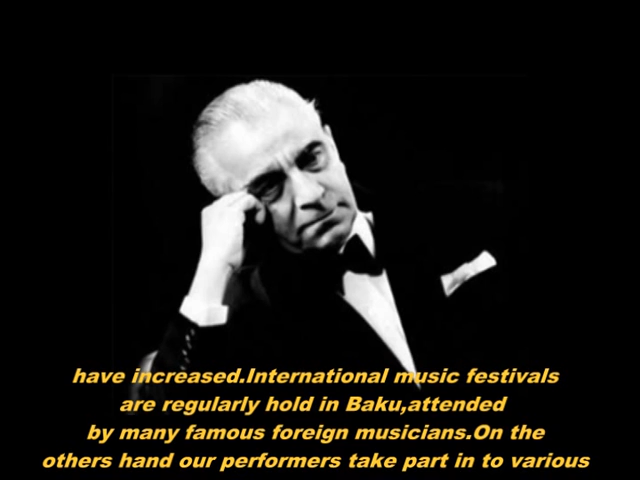 have increased.International music festivals
are regularly hold in Baku,attended
by many famous foreign musicians.On the
others hand our performers take part in to various